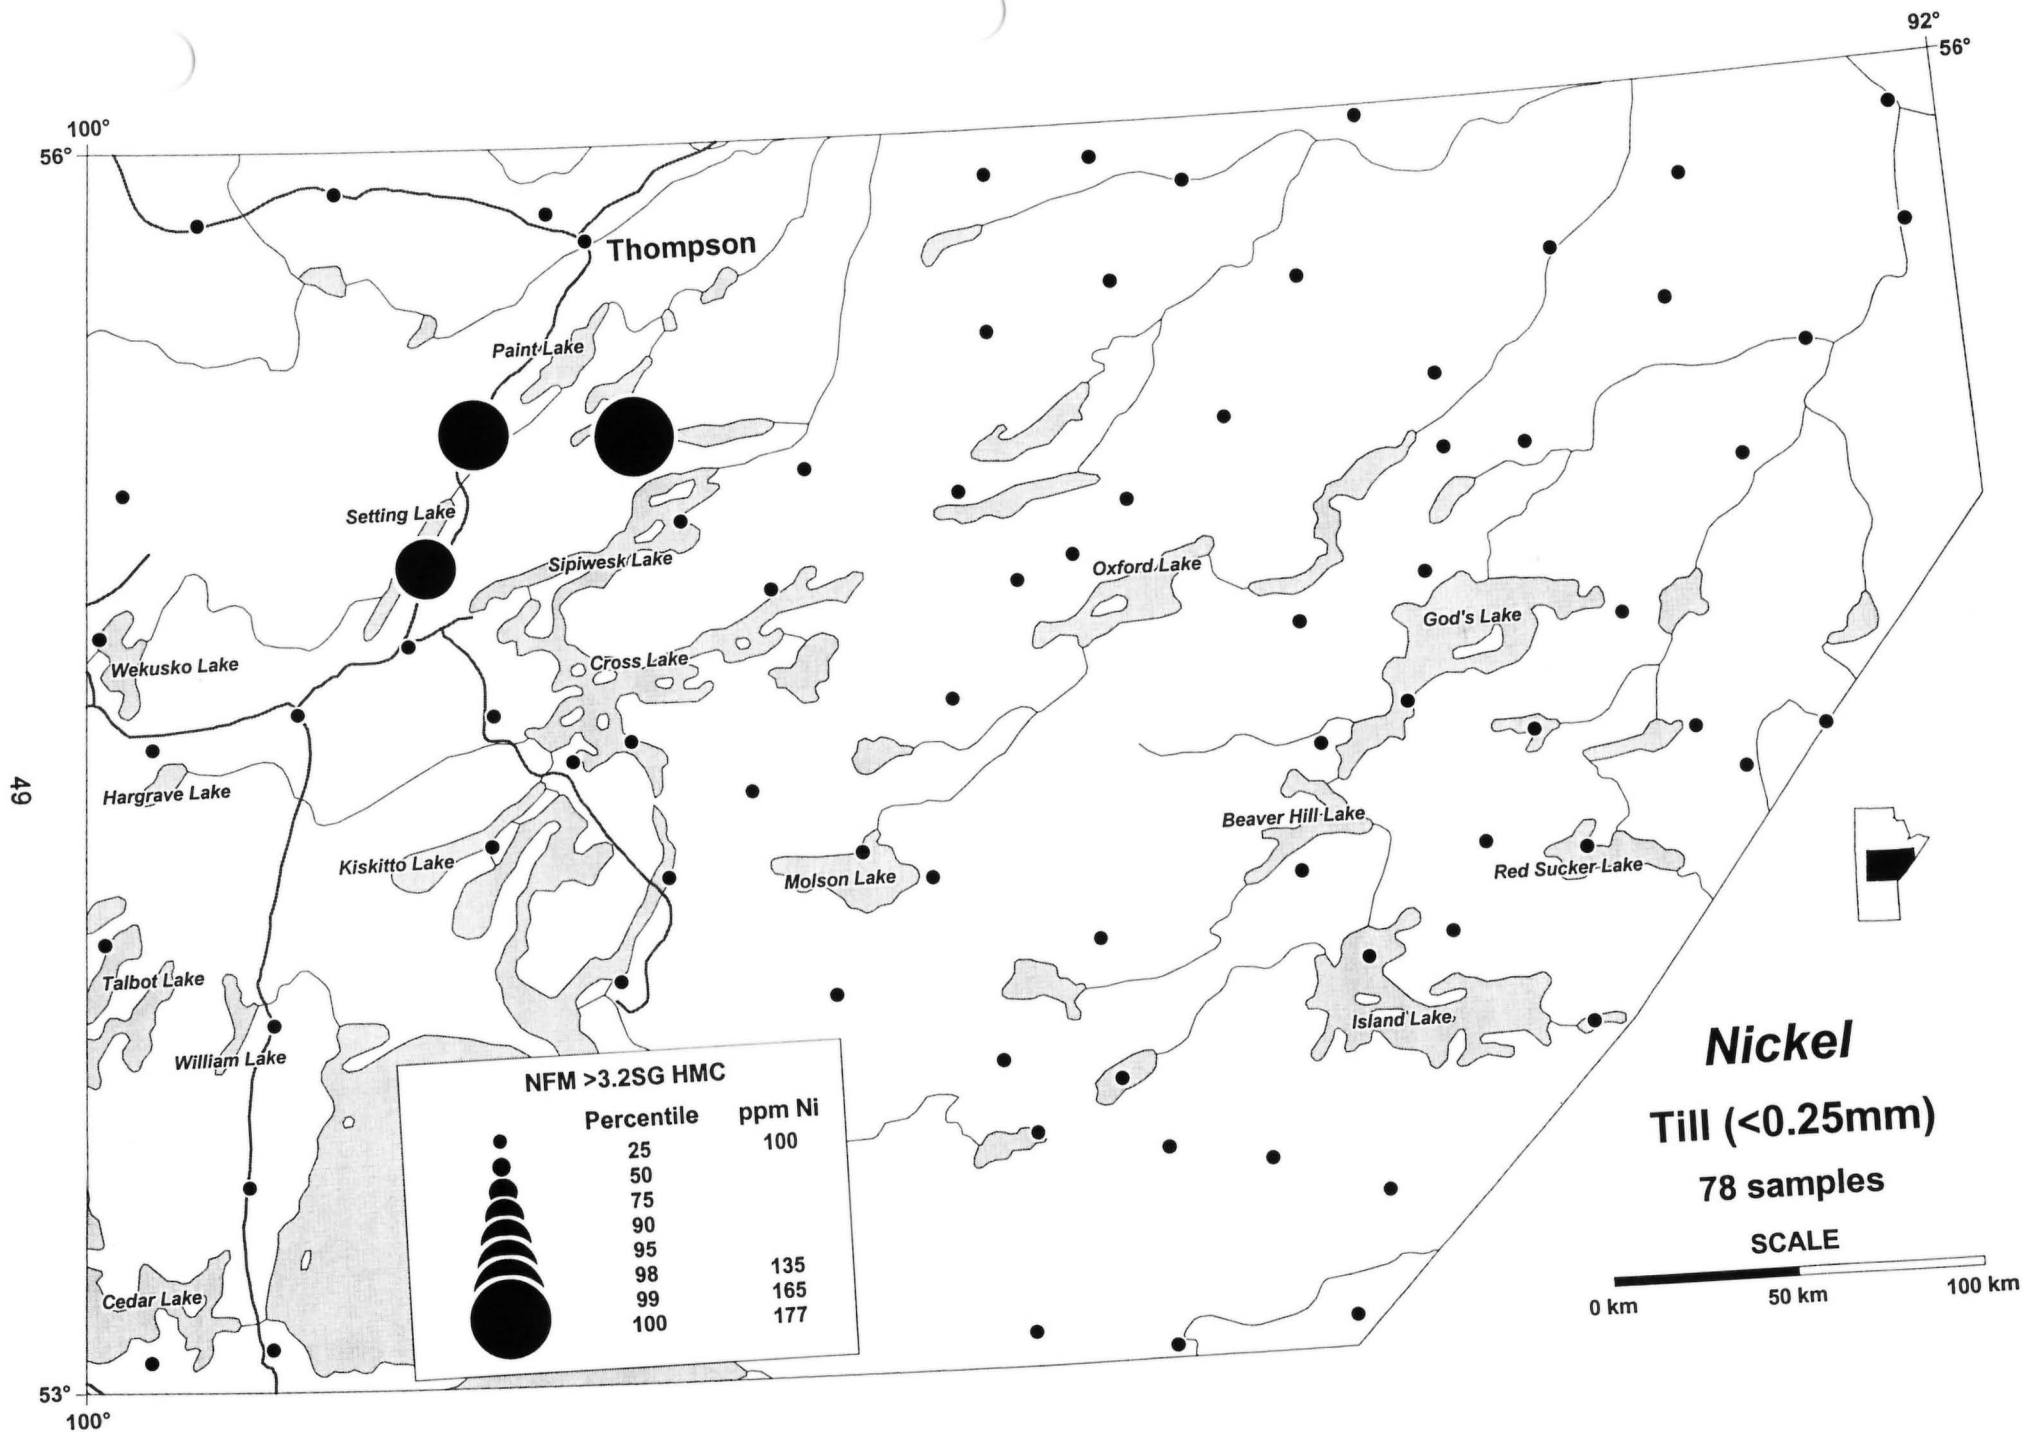 92°
56°
100°
56°
Thompson
Paint Lake
Setting Lake
Sipiwesk Lake
Oxford Lake
God's Lake
Cross Lake
Wekusko Lake
Hargrave Lake
Beaver Hill Lake
Kiskitto Lake
Molson Lake
Red Sucker Lake
Talbot Lake
Island Lake
William Lake
Cedar Lake
49
NFM >3.2SG HMC
Percentile ppm Ni
25 100
50
75
90
95
98 135
99 165
100 177
Nickel
Till (<0.25mm)
78 samples
SCALE
0 km 50 km 100 km
53°
100°